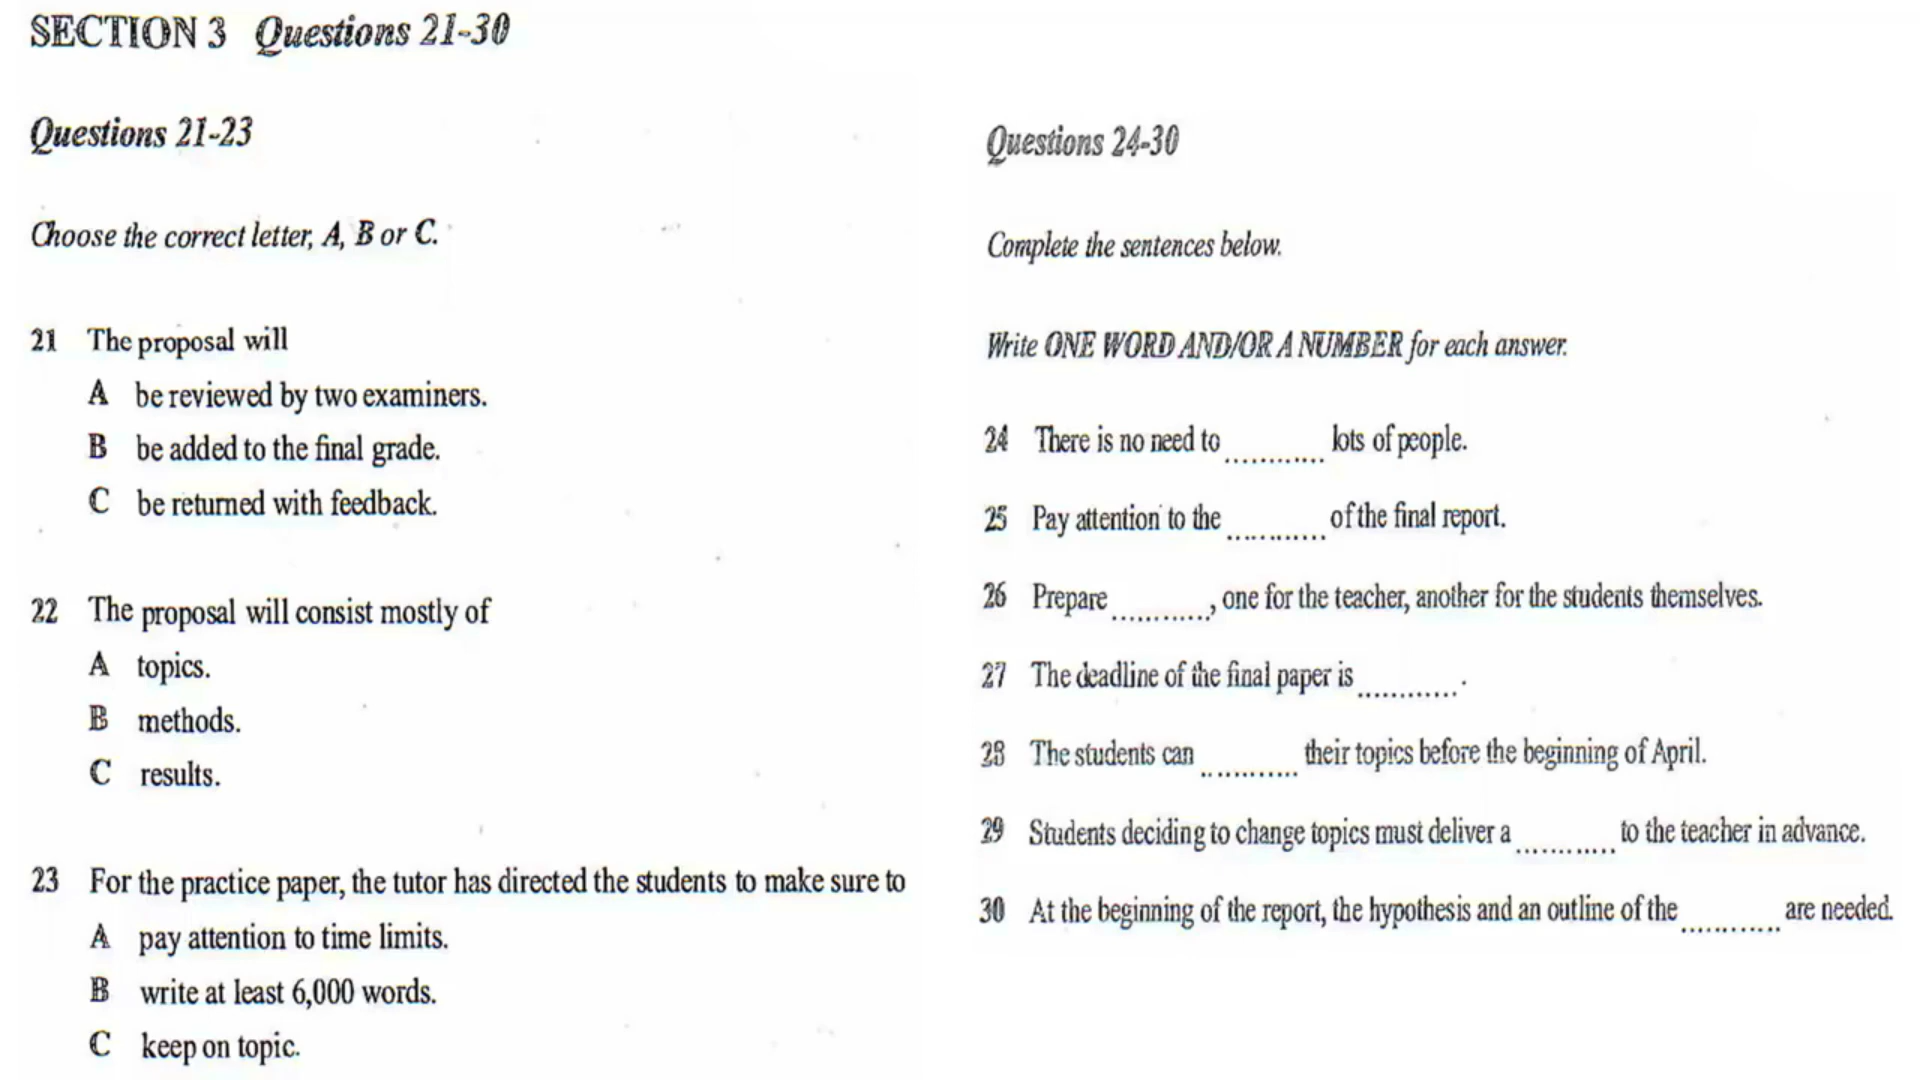 SECTION 3 Questions 21-30
Questions 21-23
Choose the correct letter, A, B or C.
21 The proposal will
A be reviewed by two examiners.
B be added to the final grade.
C be returned with feedback.
22 The proposal will consist mostly of
A topics.
B methods.
C results.
23 For the practice paper, the tutor has directed the students to make sure to
A pay attention to time limits.
B write at least 6,000 words.
C keep on topic.
Questions 24-30
Complete the sentences below.
Write ONE WORD AND/OR A NUMBER for each answer.
24 There is no need to ............ lots of people.
25 Pay attention to the ............ of the final report.
26 Prepare ............, one for the teacher, another for the students themselves.
27 The deadline of the final paper is .............
28 The students can ............ their topics before the beginning of April.
29 Students deciding to change topics must deliver a ............ to the teacher in advance.
30 At the beginning of the report, the hypothesis and an outline of the ............ are needed.